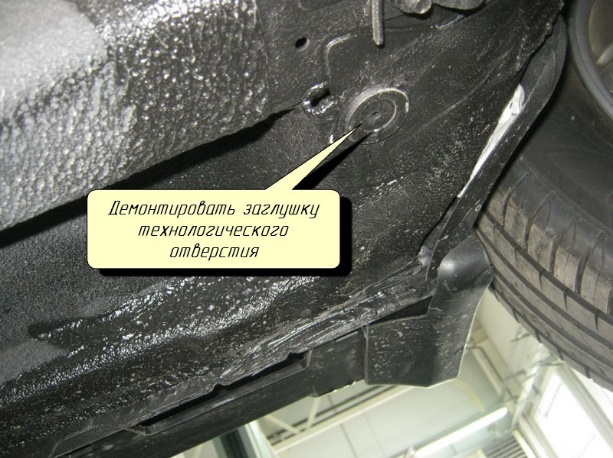 Демонтировать заглушку
технологического
отверстия